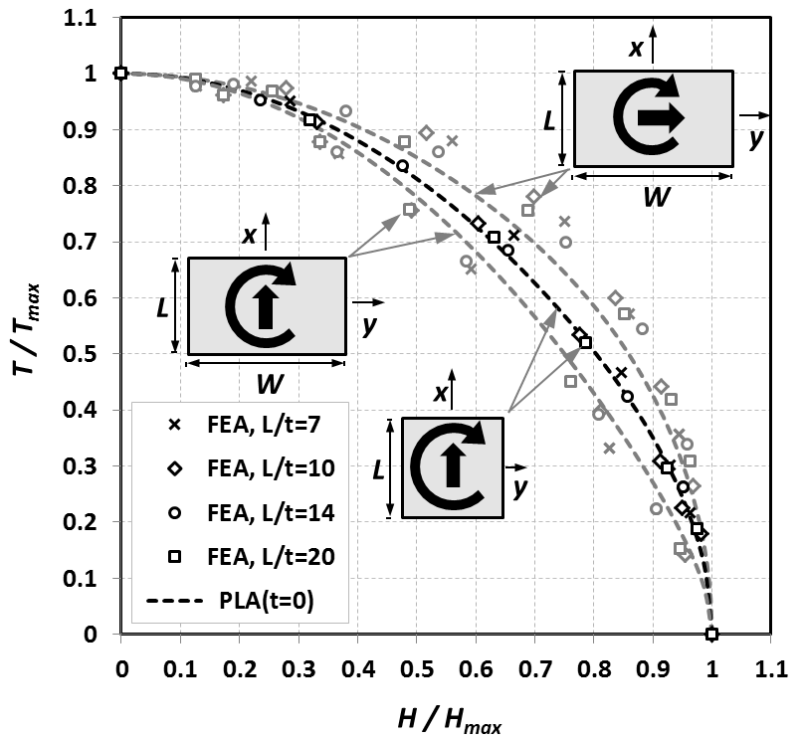 1.1
1
0.9
0.8
0.7
0.6
0.5
0.4
0.3
0.2
0.1
0
T / Tmax
x
L
y
W
x
L
y
W
x
L
y
FEA, L/t=7
FEA, L/t=10
FEA, L/t=14
FEA, L/t=20
PLA(t=0)
0 0.1 0.2 0.3 0.4 0.5 0.6 0.7 0.8 0.9 1 1.1
H / Hmax